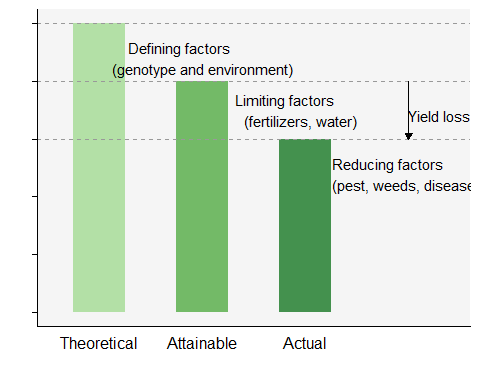 Defining factors
(genotype and environment)
Limiting factors
(fertilizers, water)
Yield loss
Reducing factors
(pest, weeds, disease
Theoretical
Attainable
Actual